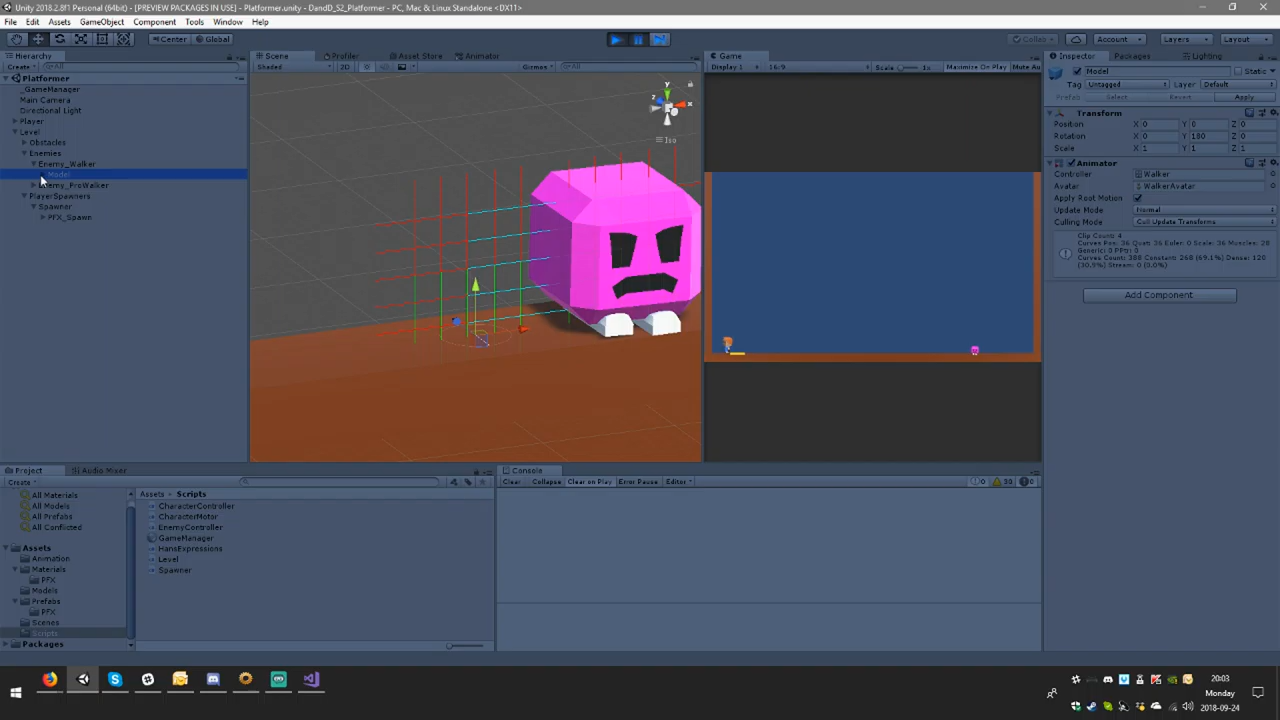 Unity 2018.2.8f1 Personal (64bit) - [PREVIEW PACKAGES IN USE] - Platformer.unity - DandD_S2_Platformer - PC, Mac & Linux Standalone <DX11>
File Edit Assets GameObject Component Tools Window Help
Center Global Collab Account Layers Layout
Hierarchy Scene Profiler Asset Store Animator Game Inspector Packages Lighting
Create All Shaded 2D Gizmos All Display 1 16:9 Scale 1x Maximize On Play Mute Au
Model Static
Tag Untagged Layer Default
Prefab Select Revert Apply
Platformer
_GameManager
Main Camera
Directional Light
Player
Level
Obstacles
Enemies
Enemy_Walker
Model
Enemy_ProWalker
PlayerSpawners
Spawner
PFX_Spawn
y
x
z
Iso
Transform
Position X 0 Y 0 Z 0
Rotation X 0 Y 180 Z 0
Scale X 1 Y 1 Z 1
Animator
Controller Walker
Avatar WalkerAvatar
Apply Root Motion
Update Mode Normal
Culling Mode Cull Update Transforms
Clip Count: 4
Curves Pos: 36 Quat: 36 Euler: 0 Scale: 36 Muscles: 28
Generic: 0 PPtr: 0
Curves Count: 388 Constant: 268 (69.1%) Dense: 120
(30.9%) Stream: 0 (0.0%)
Add Component
Project Audio Mixer
Create
All Materials
All Models
All Prefabs
All Conflicted
Assets
Animation
Materials
PFX
Models
Prefabs
PFX
Scenes
Scripts
Packages
Assets Scripts
CharacterController
CharacterMotor
EnemyController
GameManager
HansExpressions
Level
Spawner
Console
Clear Collapse Clear on Play Error Pause Editor 0 30 0
20:03
Monday
2018-09-24